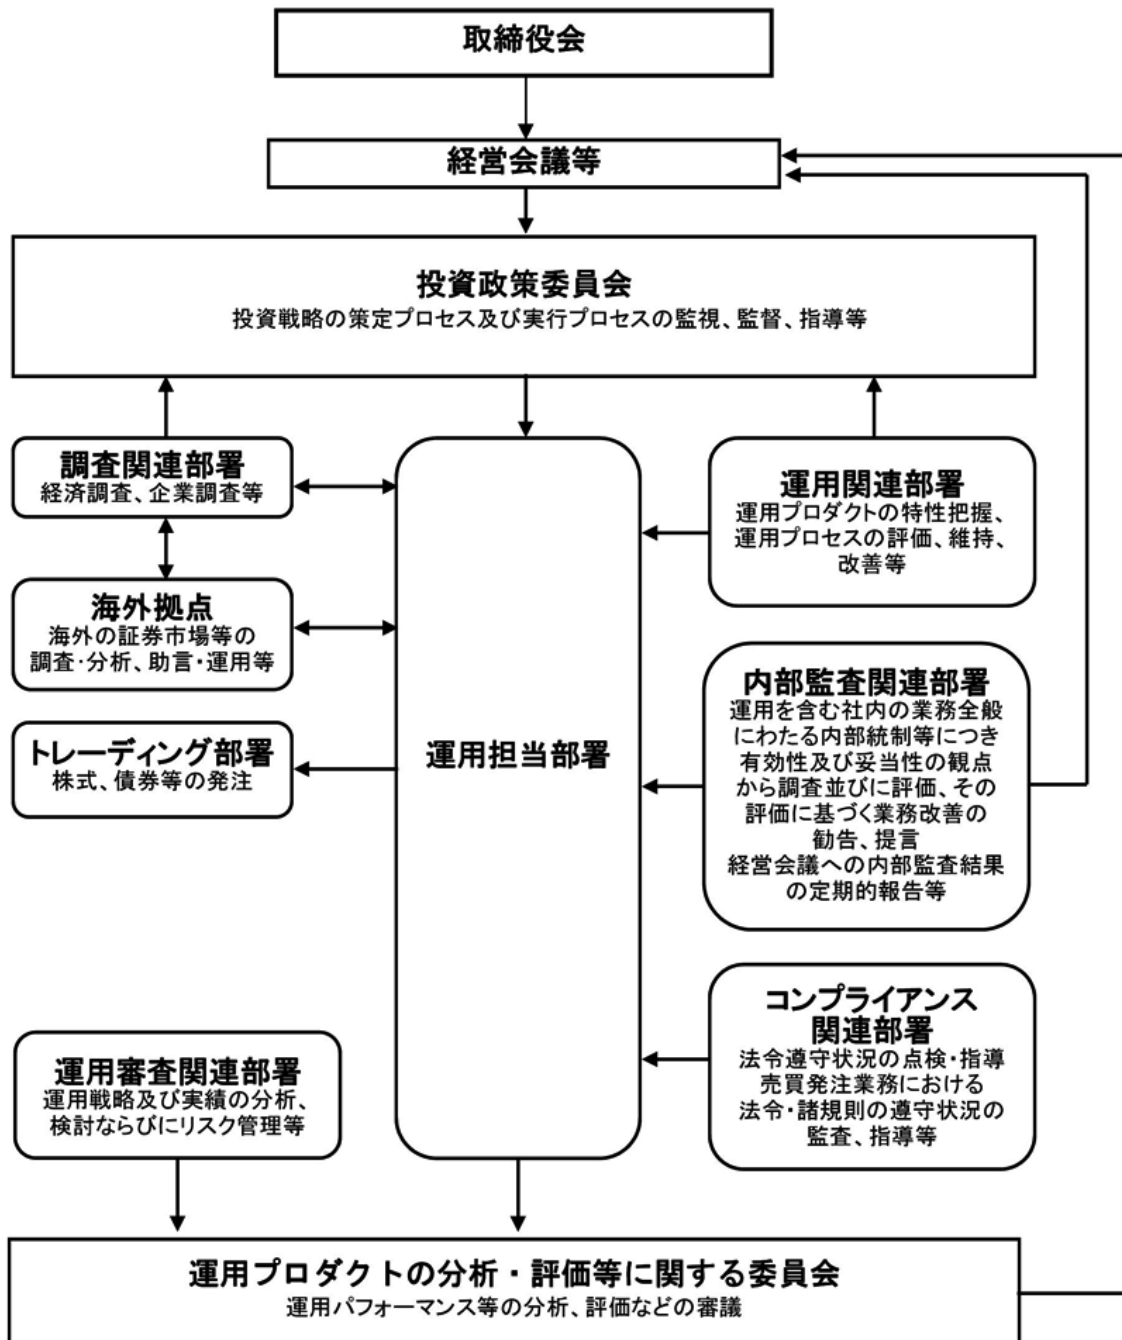 取締役会
経営会議等
投資政策委員会
投資戦略の策定プロセス及び実行プロセスの監視、監督、指導等
調査関連部署
経済調査、企業調査等
海外拠点
海外の証券市場等の
調査・分析、助言・運用等
トレーディング部署
株式、債券等の発注
運用担当部署
運用関連部署
運用プロダクトの特性把握、
運用プロセスの評価、維持、
改善等
内部監査関連部署
運用を含む社内の業務全般
にわたる内部統制等につき
有効性及び妥当性の観点
から調査並びに評価、その
評価に基づく業務改善の
勧告、提言
経営会議への内部監査結果
の定期的報告等
コンプライアンス
関連部署
法令遵守状況の点検・指導
売買発注業務における
法令・諸規則の遵守状況の
監査、指導等
運用審査関連部署
運用戦略及び実績の分析、
検討ならびにリスク管理等
運用プロダクトの分析・評価等に関する委員会
運用パフォーマンス等の分析、評価などの審議